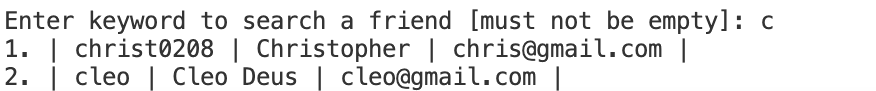 Enter keyword to search a friend [must not be empty]: c
1. | christ0208 | Christopher | chris@gmail.com |
2. | cleo | Cleo Deus | cleo@gmail.com |